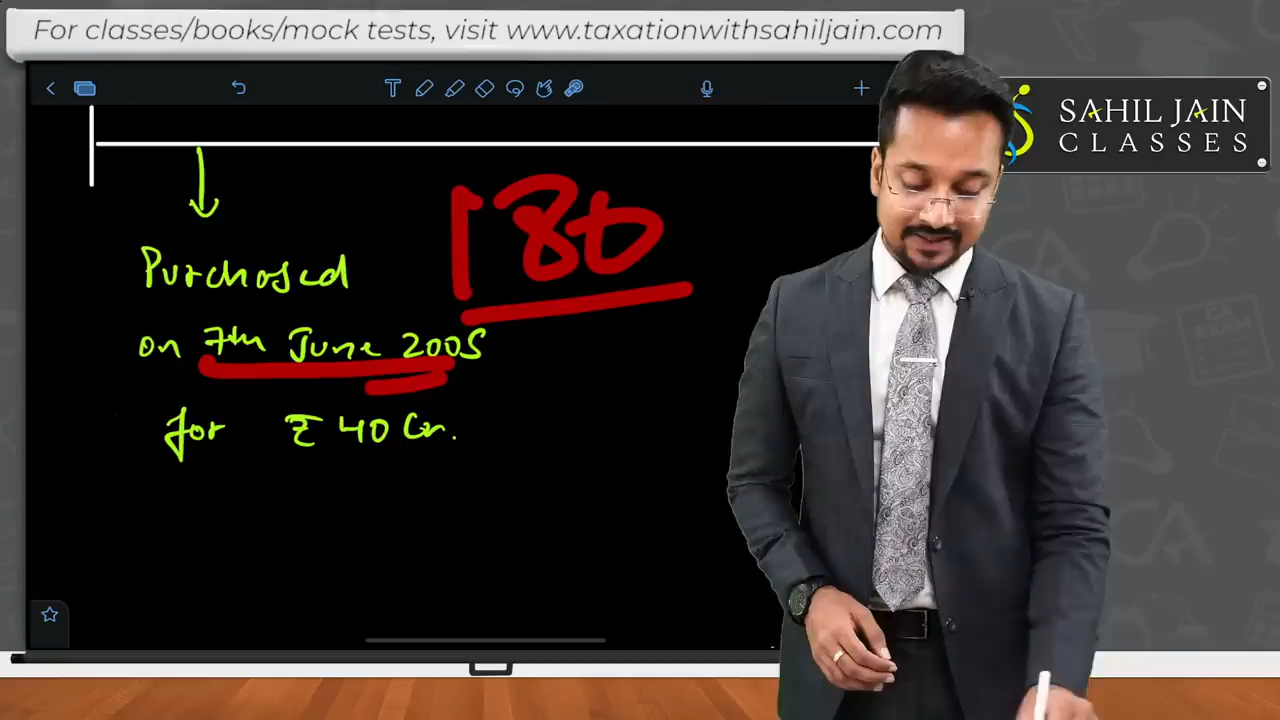 For classes/books/mock tests, visit www.taxationwithsahiljain.com
SAHIL JAIN
CLASSES
180
Purchased
on 7th June 2005
for ₹ 40 Cr.